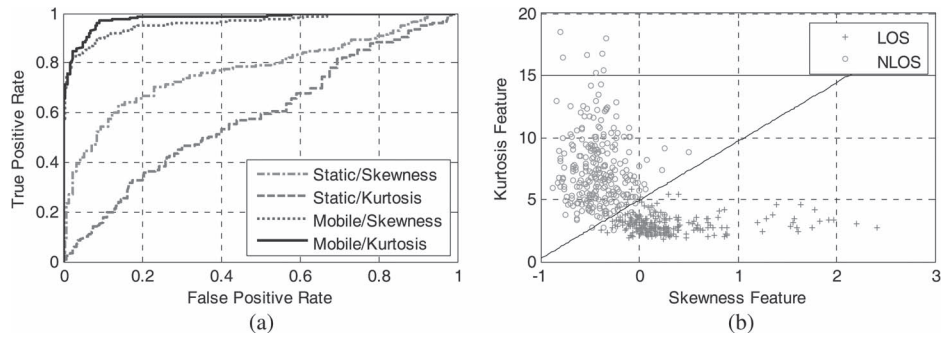 1
0.8
0.6
0.4
0.2
0
0 0.2 0.4 0.6 0.8 1
True Positive Rate
False Positive Rate
Static/Skewness
Static/Kurtosis
Mobile/Skewness
Mobile/Kurtosis
(a)
20
15
10
5
0
-1 0 1 2 3
Kurtosis Feature
Skewness Feature
LOS
NLOS
(b)